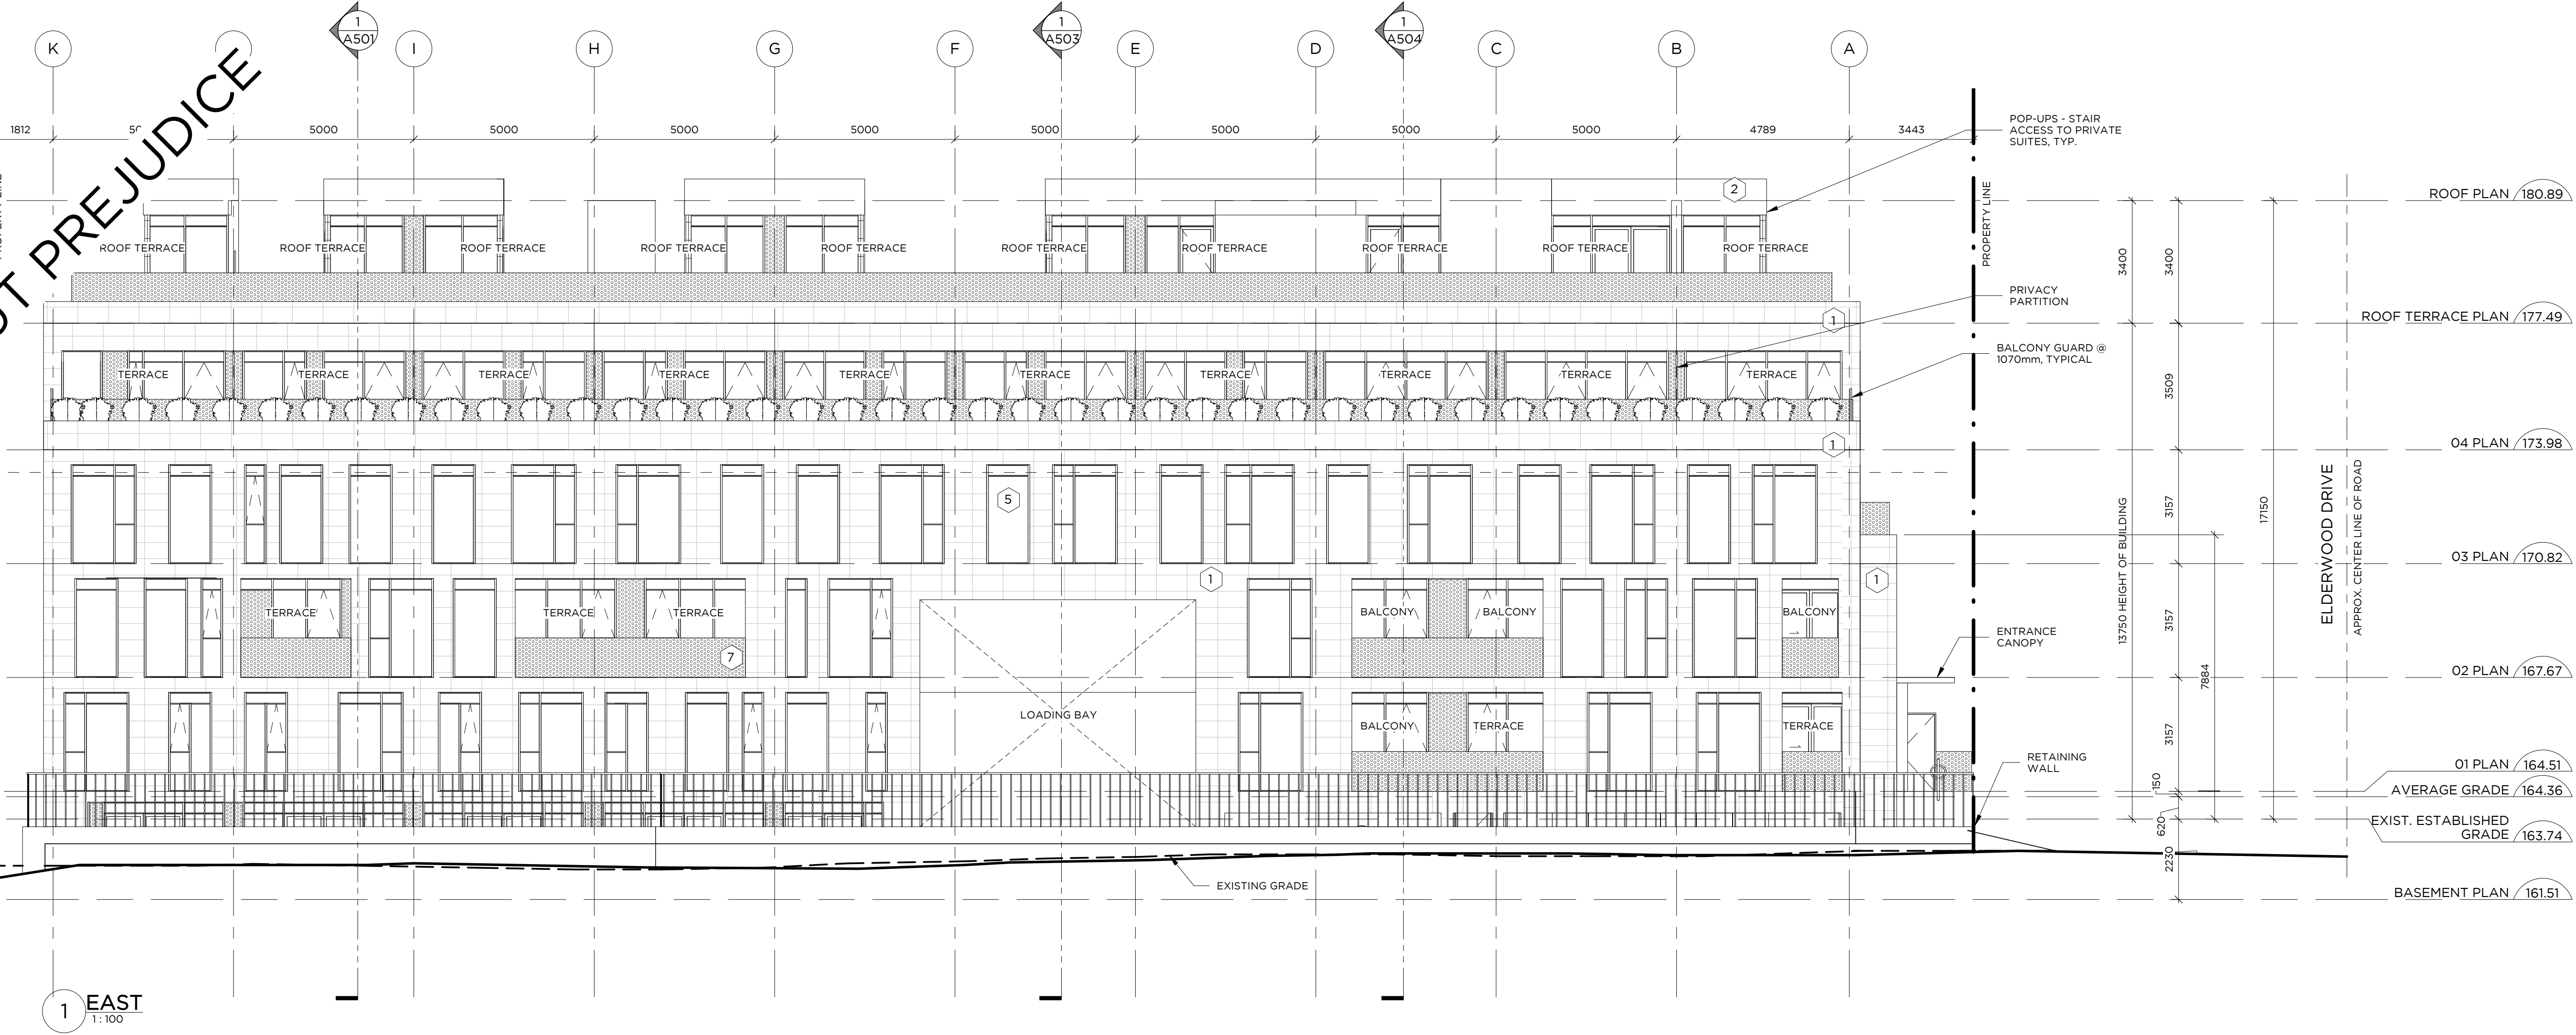 1
A501
1
A503
1
A504
K
I
H
G
F
E
D
C
B
A
1812
5000
5000
5000
5000
5000
5000
5000
5000
4789
3443
PREJUDICE
POP-UPS - STAIR
ACCESS TO PRIVATE
SUITES, TYP.
PROPERTY LINE
2
ROOF TERRACE
ROOF TERRACE
ROOF TERRACE
ROOF TERRACE
ROOF TERRACE
ROOF TERRACE
ROOF TERRACE
ROOF TERRACE
ROOF TERRACE
ROOF TERRACE
PRIVACY
PARTITION
1
BALCONY GUARD @
1070mm, TYPICAL
TERRACE
TERRACE
TERRACE
TERRACE
TERRACE
TERRACE
TERRACE
TERRACE
TERRACE
TERRACE
1
5
1
1
TERRACE
TERRACE
TERRACE
BALCONY
BALCONY
BALCONY
7
ENTRANCE
CANOPY
LOADING BAY
BALCONY
TERRACE
TERRACE
RETAINING
WALL
EXISTING GRADE
3400
3400
3509
3157
3157
3157
150
620
2230
13750 HEIGHT OF BUILDING
7884
17150
ELDERWOOD DRIVE
APPROX. CENTER LINE OF ROAD
ROOF PLAN 180.89
ROOF TERRACE PLAN 177.49
04 PLAN 173.98
03 PLAN 170.82
02 PLAN 167.67
01 PLAN 164.51
AVERAGE GRADE 164.36
EXIST. ESTABLISHED
GRADE 163.74
BASEMENT PLAN 161.51
1 EAST
1 : 100